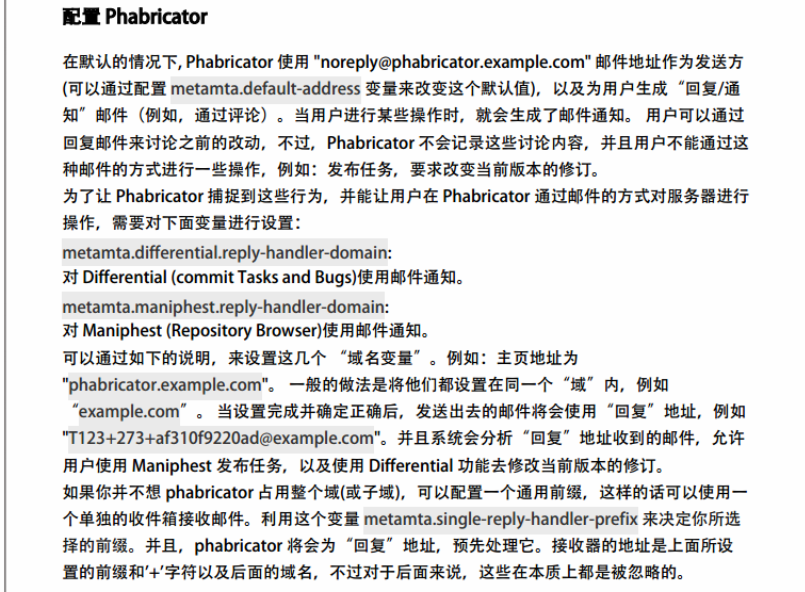 配置 Phabricator
在默认的情况下, Phabricator 使用 "noreply@phabricator.example.com" 邮件地址作为发送方
(可以通过配置 metamta.default-address 变量来改变这个默认值)，以及为用户生成“回复/通
知”邮件（例如，通过评论）。当用户进行某些操作时，就会生成了邮件通知。 用户可以通过
回复邮件来讨论之前的改动，不过，Phabricator 不会记录这些讨论内容，并且用户不能通过这
种邮件的方式进行一些操作，例如：发布任务，要求改变当前版本的修订。
为了让 Phabricator 捕捉到这些行为，并能让用户在 Phabricator 通过邮件的方式对服务器进行
操作，需要对下面变量进行设置：
metamta.differential.reply-handler-domain:
对 Differential (commit Tasks and Bugs)使用邮件通知。
metamta.maniphest.reply-handler-domain:
对 Maniphest (Repository Browser)使用邮件通知。
可以通过如下的说明，来设置这几个 “域名变量”。例如：主页地址为
"phabricator.example.com"。 一般的做法是将他们都设置在同一个“域”内，例如
“example.com”。 当设置完成并确定正确后，发送出去的邮件将会使用“回复”地址，例如
"T123+273+af310f9220ad@example.com"。并且系统会分析“回复”地址收到的邮件，允许
用户使用 Maniphest 发布任务，以及使用 Differential 功能去修改当前版本的修订。
如果你并不想 phabricator 占用整个域(或子域)，可以配置一个通用前缀，这样的话可以使用一
个单独的收件箱接收邮件。利用这个变量 metamta.single-reply-handler-prefix 来决定你所选
择的前缀。并且，phabricator 将会为“回复”地址，预先处理它。接收器的地址是上面所设
置的前缀和'+'字符以及后面的域名，不过对于后面来说，这些在本质上都是被忽略的。